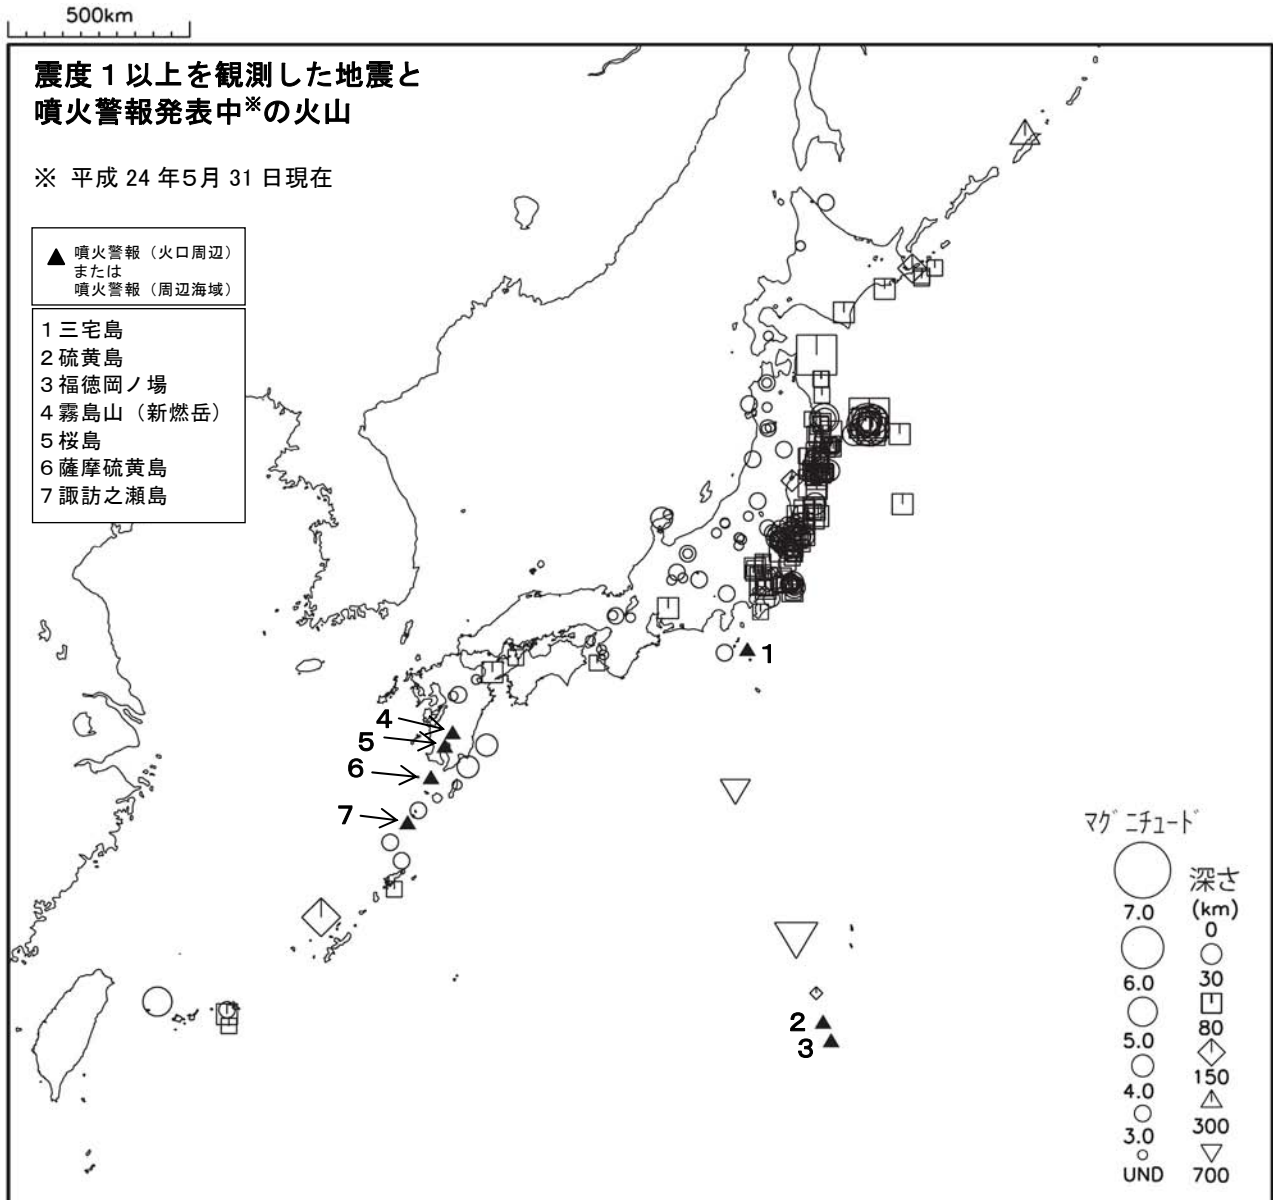 500km
震度１以上を観測した地震と
噴火警報発表中※の火山
※ 平成 24 年5月 31 日現在
▲ 噴火警報（火口周辺）
または
噴火警報（周辺海域）
1 三宅島
2 硫黄島
3 福徳岡ノ場
4 霧島山（新燃岳）
5 桜島
6 薩摩硫黄島
7 諏訪之瀬島
1
4
5
6
7
2
3
マグニチュード
7.0
6.0
5.0
4.0
3.0
UND
深さ
(km)
0
30
80
150
300
700